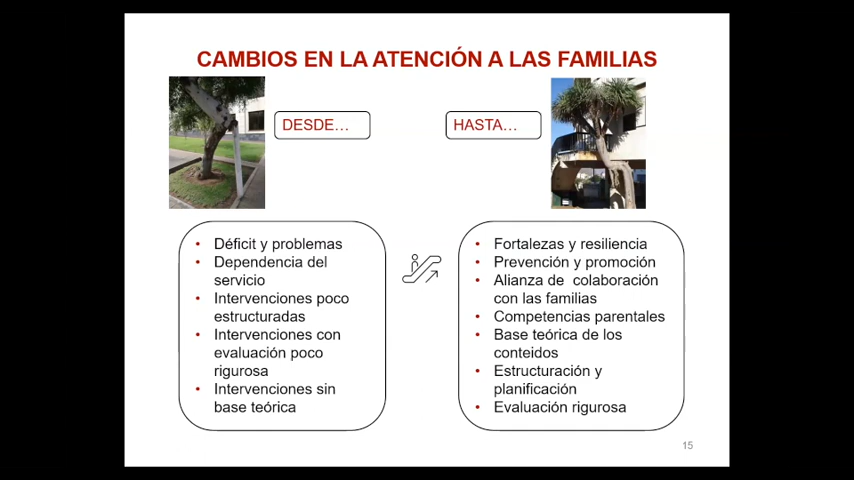 CAMBIOS EN LA ATENCIÓN A LAS FAMILIAS
DESDE…
HASTA…
• Déficit y problemas
• Dependencia del
servicio
• Intervenciones poco
estructuradas
• Intervenciones con
evaluación poco
rigurosa
• Intervenciones sin
base teórica
• Fortalezas y resiliencia
• Prevención y promoción
• Alianza de colaboración
con las familias
• Competencias parentales
• Base teórica de los
conteidos
• Estructuración y
planificación
• Evaluación rigurosa
15